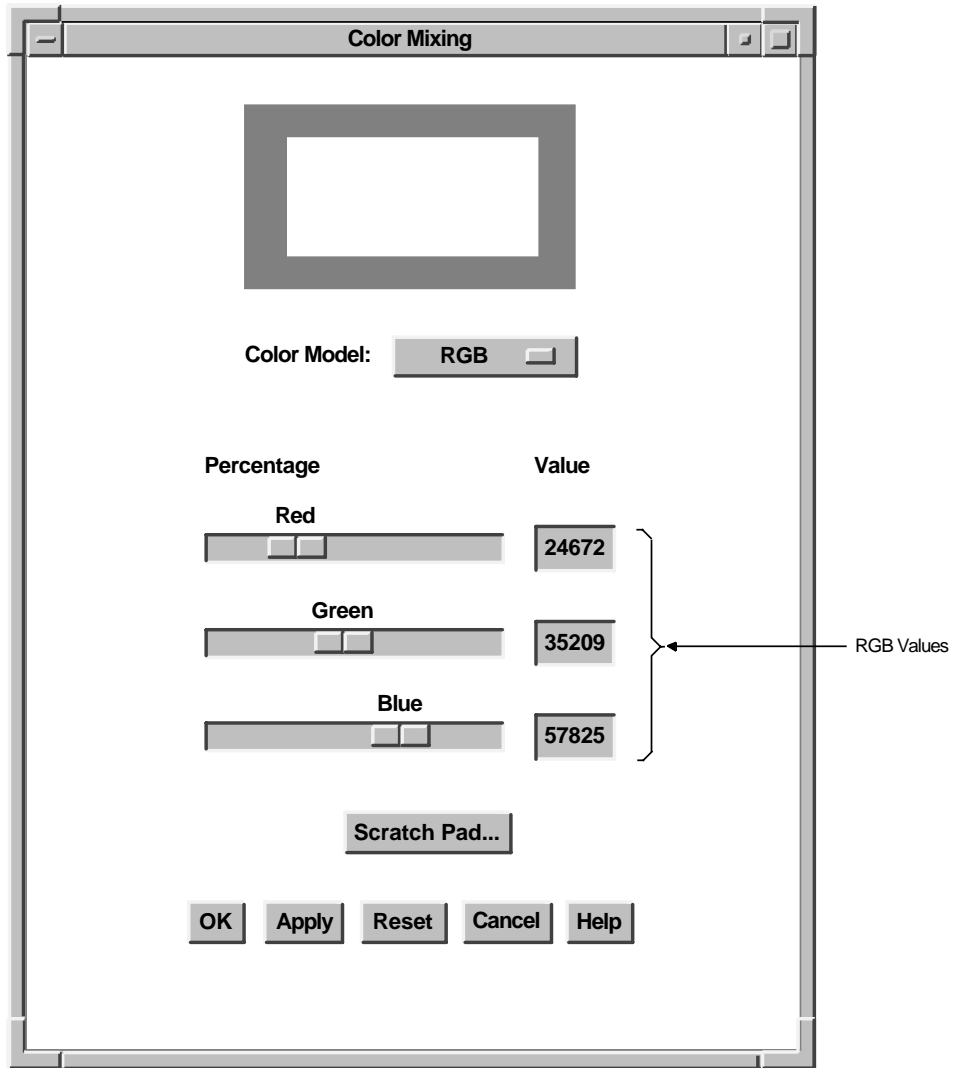 Color Mixing
Color Model: RGB
Percentage Value
Red
24672
Green
35209
RGB Values
Blue
57825
Scratch Pad...
OK Apply Reset Cancel Help